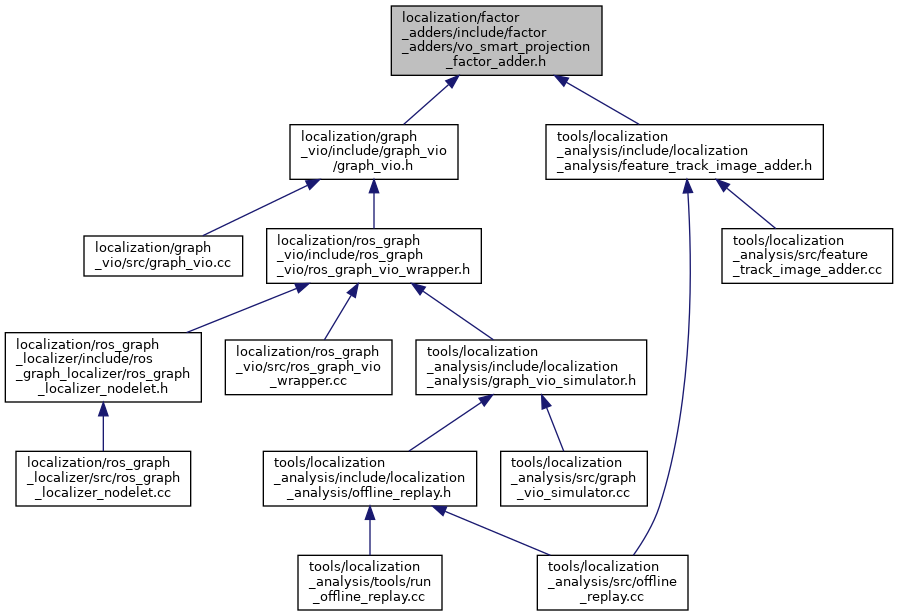 localization/factor
_adders/include/factor
_adders/vo_smart_projection
_factor_adder.h
localization/graph
_vio/include/graph_vio
/graph_vio.h
tools/localization
_analysis/include/localization
_analysis/feature_track_image_adder.h
localization/graph
_vio/src/graph_vio.cc
localization/ros_graph
_vio/include/ros_graph
_vio/ros_graph_vio_wrapper.h
tools/localization
_analysis/src/feature
_track_image_adder.cc
localization/ros_graph
_localizer/include/ros
_graph_localizer/ros_graph
_localizer_nodelet.h
localization/ros_graph
_vio/src/ros_graph_vio
_wrapper.cc
tools/localization
_analysis/include/localization
_analysis/graph_vio_simulator.h
localization/ros_graph
_localizer/src/ros_graph
_localizer_nodelet.cc
tools/localization
_analysis/include/localization
_analysis/offline_replay.h
tools/localization
_analysis/src/graph
_vio_simulator.cc
tools/localization
_analysis/tools/run
_offline_replay.cc
tools/localization
_analysis/src/offline
_replay.cc